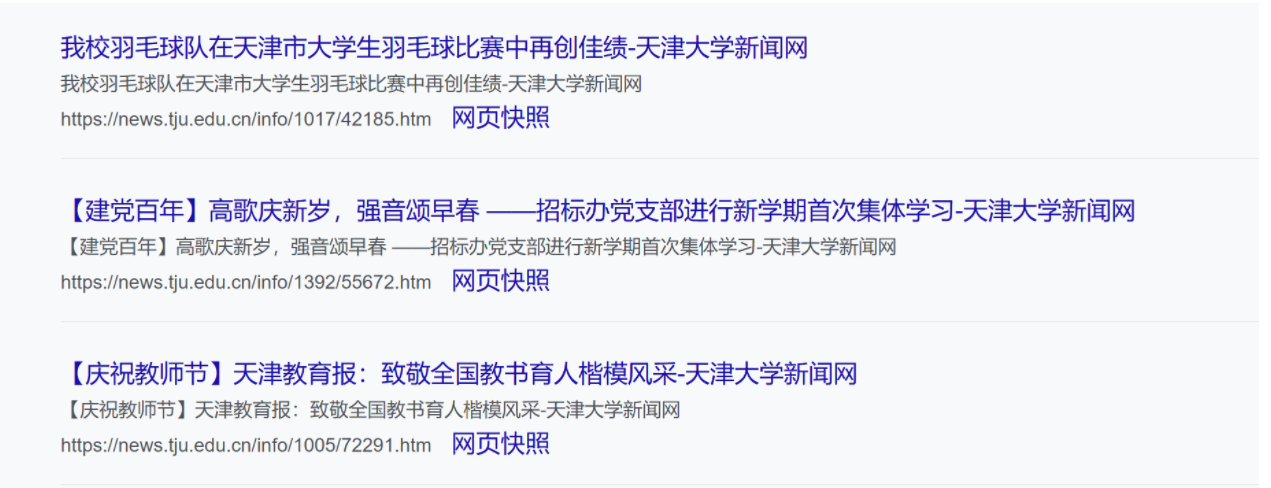 我校羽毛球队在天津市大学生羽毛球比赛中再创佳绩-天津大学新闻网
我校羽毛球队在天津市大学生羽毛球比赛中再创佳绩-天津大学新闻网
https://news.tju.edu.cn/info/1017/42185.htm 网页快照
【建党百年】高歌庆新岁，强音颂早春 ——招标办党支部进行新学期首次集体学习-天津大学新闻网
【建党百年】高歌庆新岁，强音颂早春 ——招标办党支部进行新学期首次集体学习-天津大学新闻网
https://news.tju.edu.cn/info/1392/55672.htm 网页快照
【庆祝教师节】天津教育报：致敬全国教书育人楷模风采-天津大学新闻网
【庆祝教师节】天津教育报：致敬全国教书育人楷模风采-天津大学新闻网
https://news.tju.edu.cn/info/1005/72291.htm 网页快照